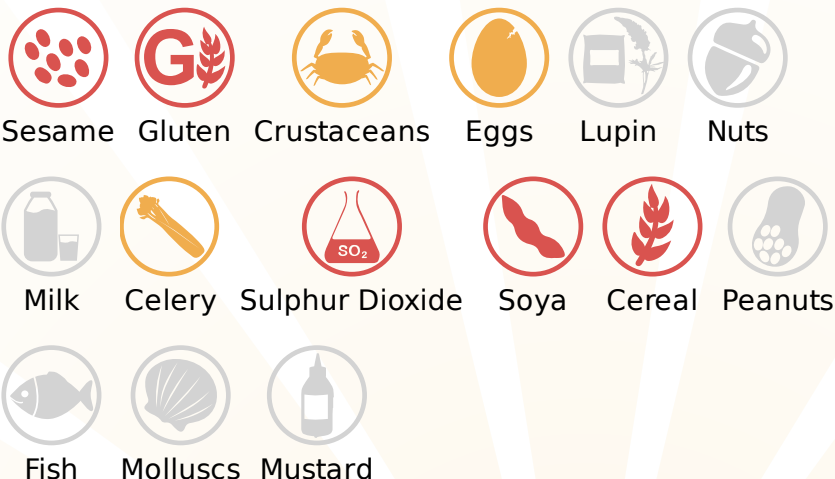 G
Sesame Gluten Crustaceans Eggs Lupin Nuts
SO₂
Milk Celery Sulphur Dioxide Soya Cereal Peanuts
Fish Molluscs Mustard